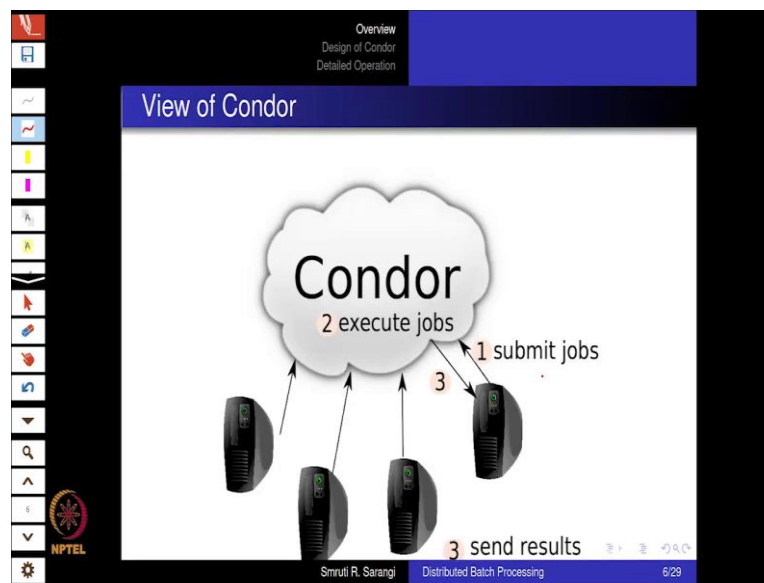 Overview
Design of Condor
Detailed Operation
View of Condor
Condor
2 execute jobs
1 submit jobs
3
3 send results
A
A
6
NPTEL
Smruti R. Sarangi
Distributed Batch Processing
6/29